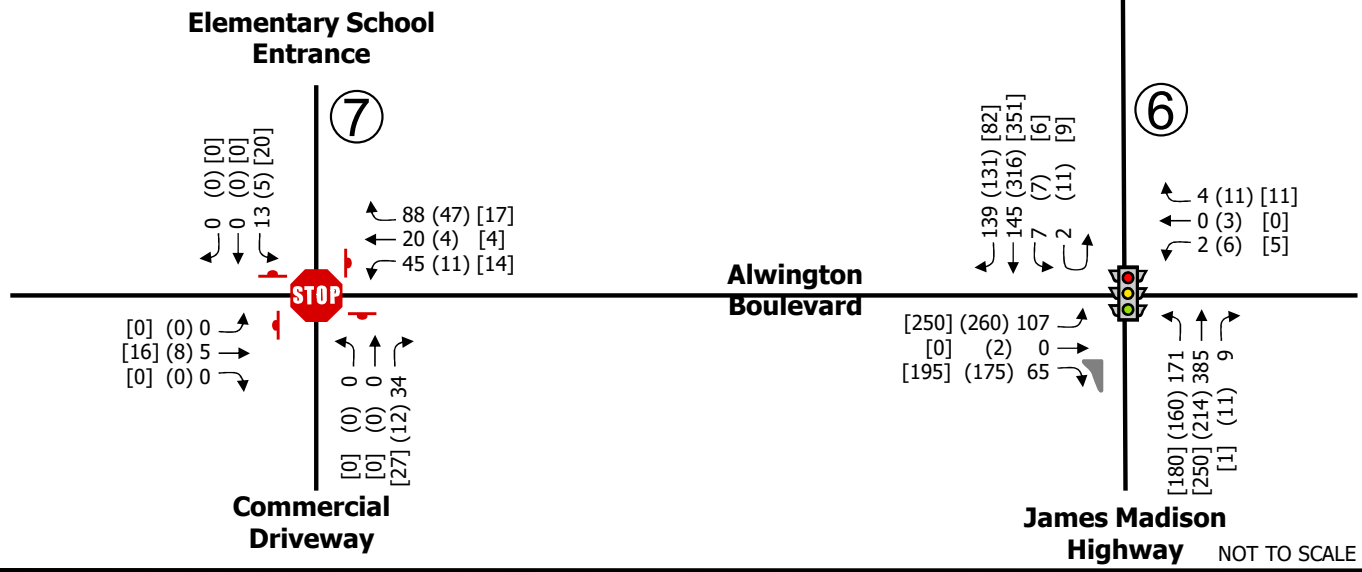 Elementary School
Entrance
7
0 (0) [0]
0 (0) [0]
13 (5) [20]
88 (47) [17]
20 (4) [4]
45 (11) [14]
STOP
[0] (0) 0
[16] (8) 5
[0] (0) 0
[0] (0) 0
[0] (0) 0
[27] (12) 34
Commercial
Driveway
Alwington
Boulevard
6
139 (131) [82]
145 (316) [351]
7 (7) [6]
2 (11) [9]
4 (11) [11]
0 (3) [0]
2 (6) [5]
[250] (260) 107
[0] (2) 0
[195] (175) 65
[180] (160) 171
[250] (214) 385
[1] (11) 9
James Madison
Highway
NOT TO SCALE